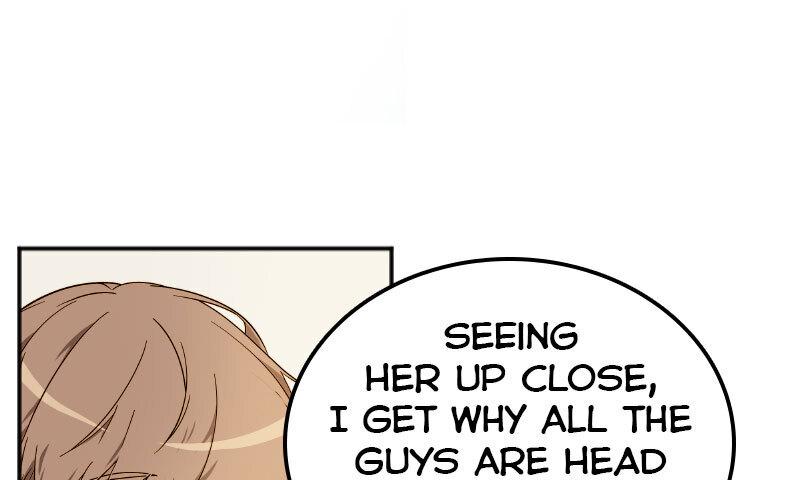 SEEING
HER UP CLOSE,
I GET WHY ALL THE
GUYS ARE HEAD